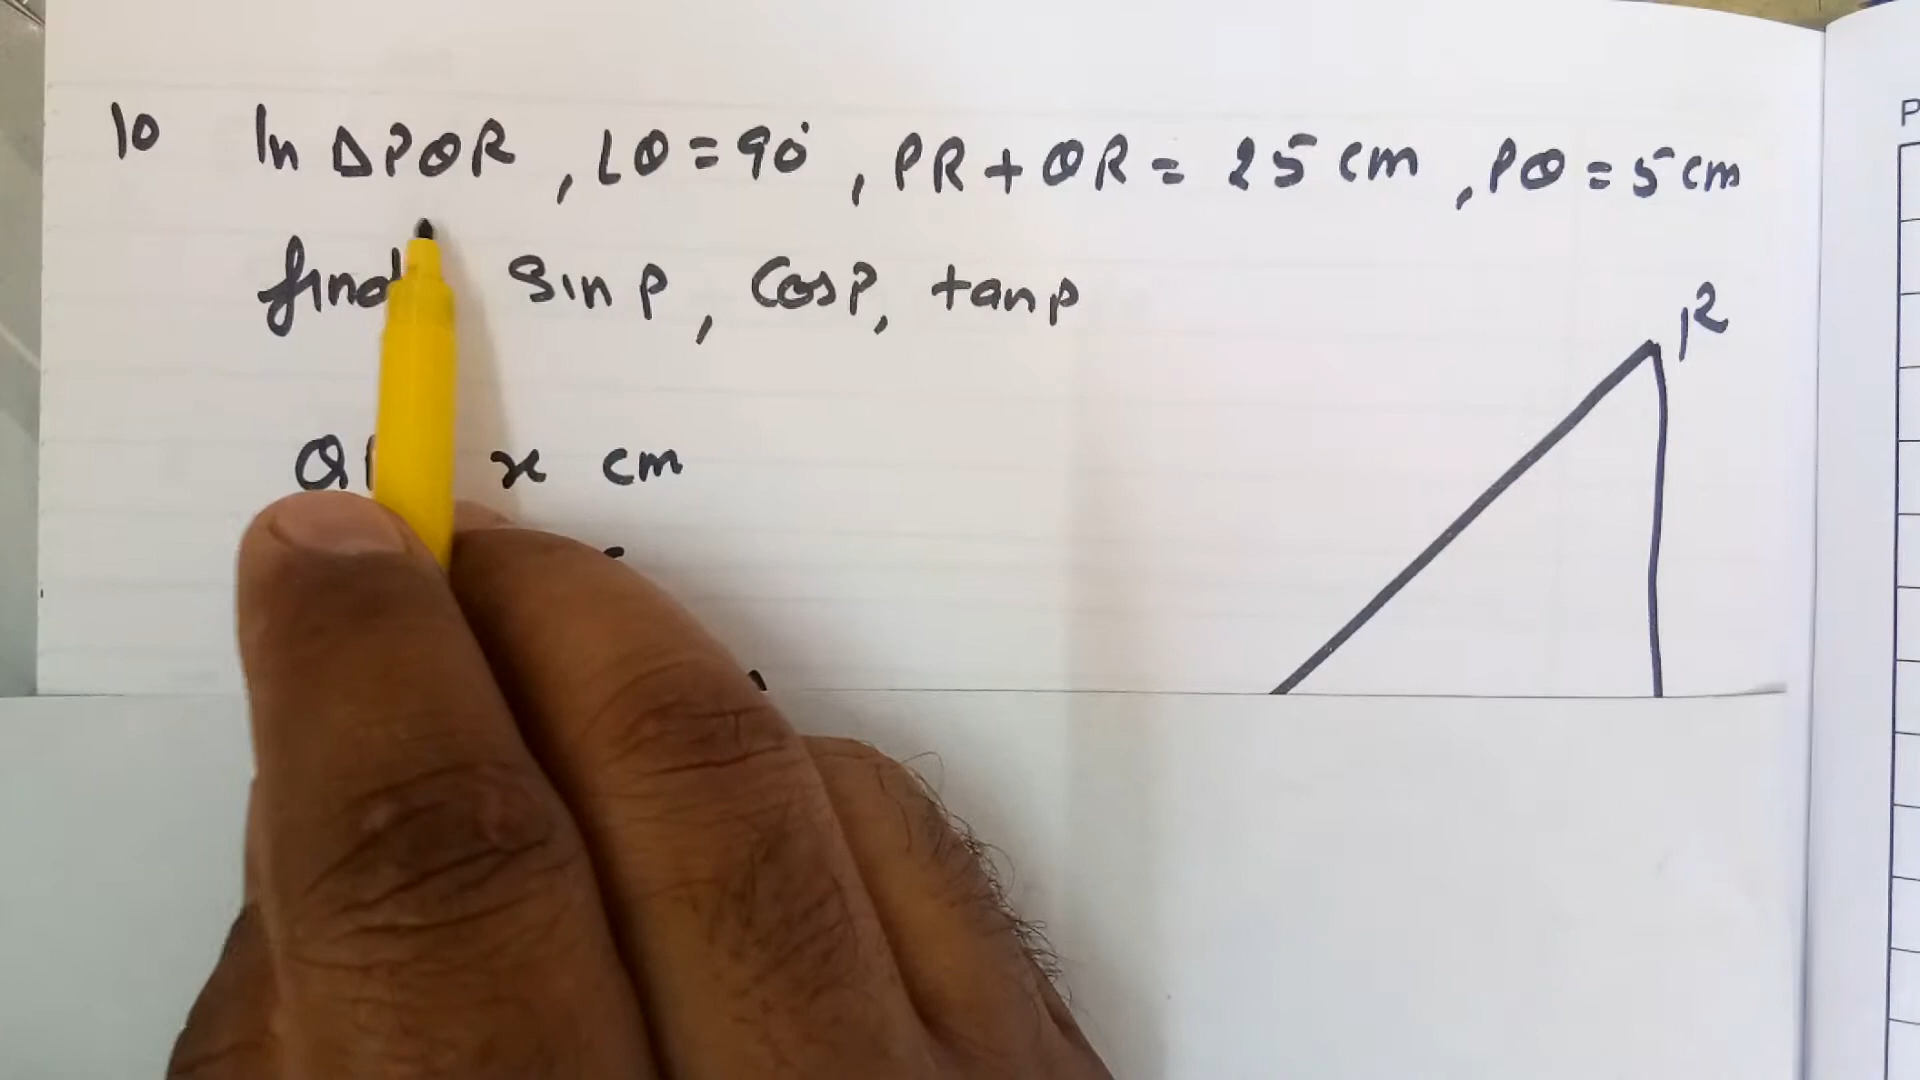 10 In ΔPQR, ∠Q = 90°, PR + QR = 25 cm, PQ = 5 cm
find sin P, Cos P, tan P
R
x cm
P